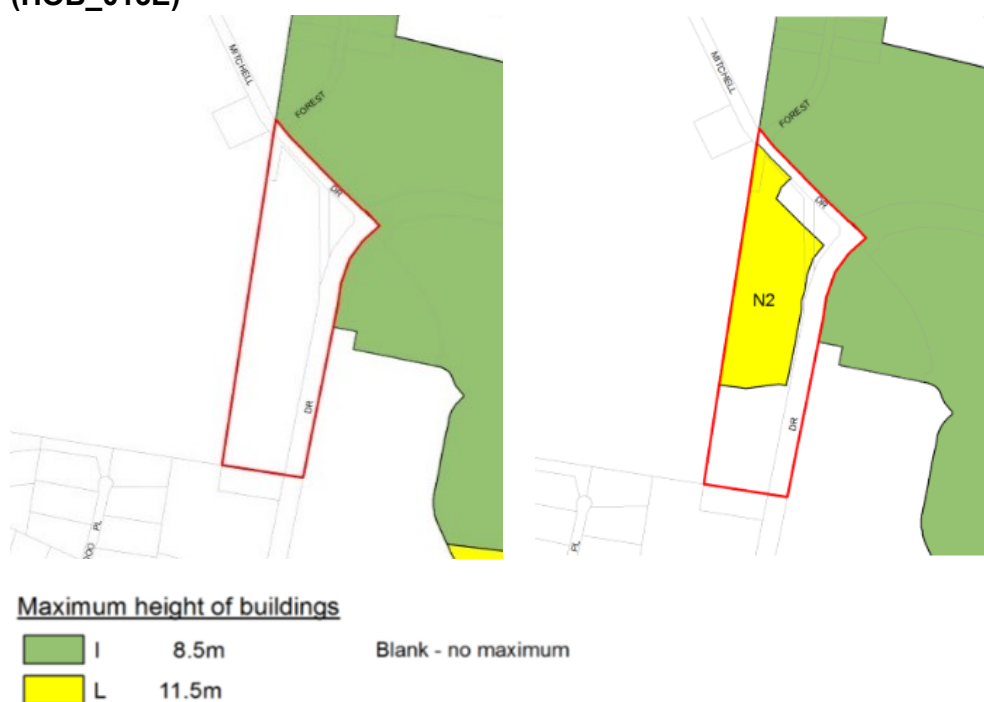 MITCHELL
FOREST
DR
DR
PL
MITCHELL
FOREST
DR
N2
DR
PL
Maximum height of buildings
I 8.5m Blank - no maximum
L 11.5m